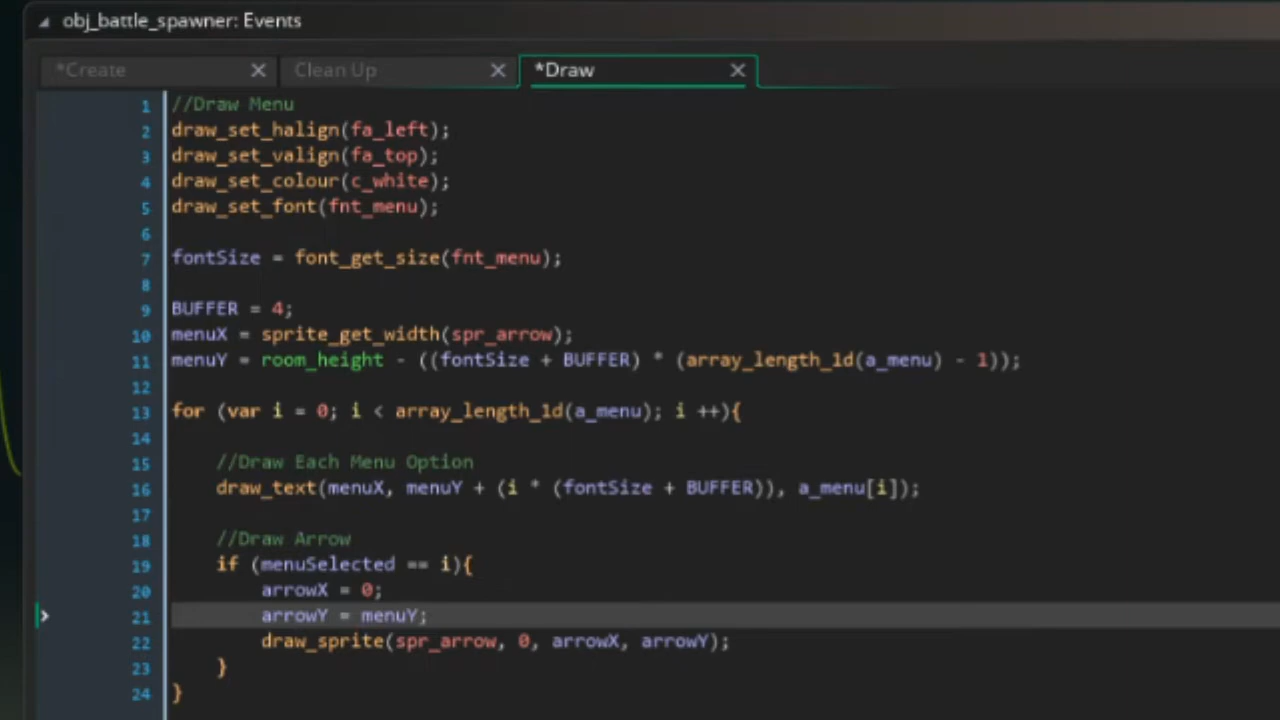 obj_battle_spawner: Events
*Create
Clean Up
*Draw
1 //Draw Menu
2 draw_set_halign(fa_left);
3 draw_set_valign(fa_top);
4 draw_set_colour(c_white);
5 draw_set_font(fnt_menu);
6
7 fontSize = font_get_size(fnt_menu);
8
9 BUFFER = 4;
10 menuX = sprite_get_width(spr_arrow);
11 menuY = room_height - ((fontSize + BUFFER) * (array_length_1d(a_menu) - 1));
12
13 for (var i = 0; i < array_length_1d(a_menu); i ++){
14
15 //Draw Each Menu Option
16 draw_text(menuX, menuY + (i * (fontSize + BUFFER)), a_menu[i]);
17
18 //Draw Arrow
19 if (menuSelected == i){
20 arrowX = 0;
21 arrowY = menuY;
22 draw_sprite(spr_arrow, 0, arrowX, arrowY);
23 }
24 }